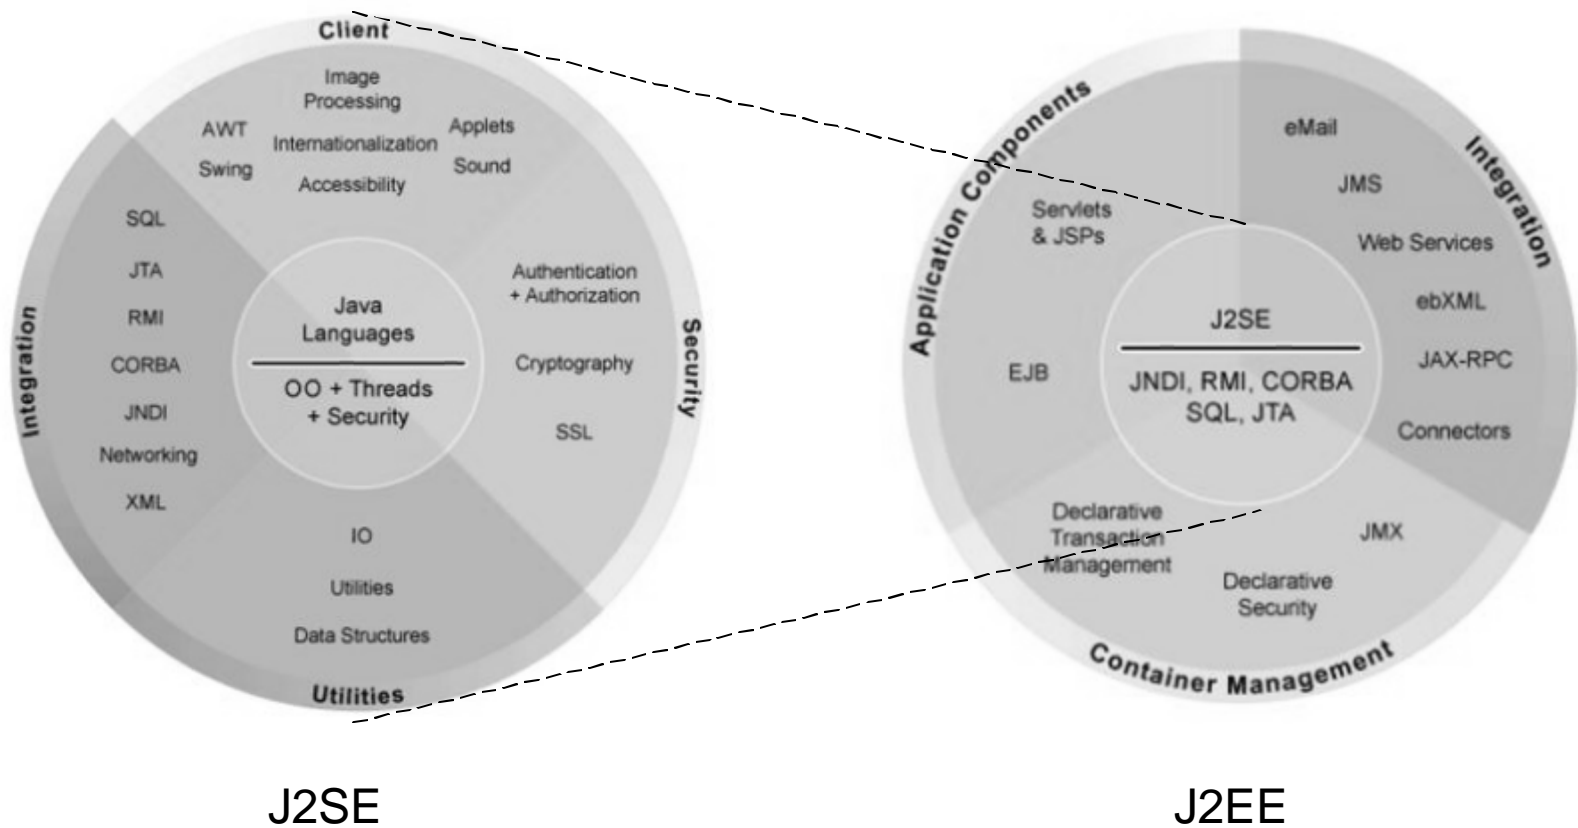 Client
Image
Processing
AWT
Internationalization
Applets
Swing
Accessibility
Sound
Integration
SQL
JTA
RMI
CORBA
JNDI
Networking
XML
Java
Languages
OO + Threads
+ Security
Authentication
+ Authorization
Cryptography
SSL
Security
IO
Utilities
Data Structures
Utilities
J2SE
Application Components
Servlets
& JSPs
EJB
eMail
JMS
Web Services
ebXML
JAX-RPC
Connectors
Integration
J2SE
JNDI, RMI, CORBA
SQL, JTA
Declarative
Transaction
Management
JMX
Declarative
Security
Container Management
J2EE